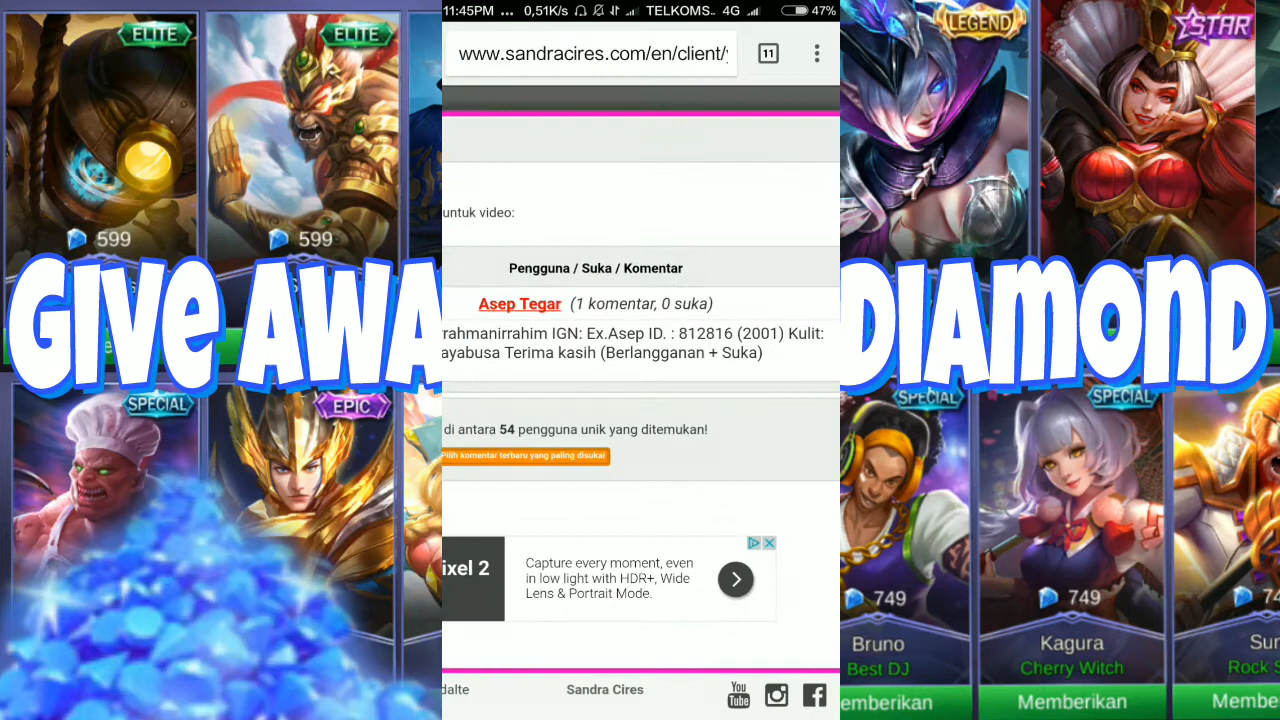 ELITE
ELITE
599
599
GIVE AWA
SPECIAL
EPIC
11:45PM ... 0,51K/s TELKOMS.. 4G 47%
www.sandracires.com/en/client/
11
untuk video:
Pengguna / Suka / Komentar
Asep Tegar (1 komentar, 0 suka)
rahmanirrahim IGN: Ex.Asep ID. : 812816 (2001) Kulit:
ayabusa Terima kasih (Berlangganan + Suka)
di antara 54 pengguna unik yang ditemukan!
Pilih komentar terbaru yang paling disukai
ixel 2
Capture every moment, even
in low light with HDR+, Wide
Lens & Portrait Mode.
dalte
Sandra Cires
You
Tube
LEGEND
STAR
DIAMOND
SPECIAL
SPECIAL
749
749
74
Bruno
Best DJ
Kagura
Cherry Witch
Sun
Rock S
emberikan
Memberikan
Membe